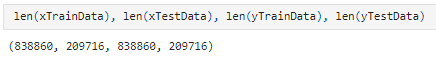 len(xTrainData), len(xTestData), len(yTrainData), len(yTestData)
(838860, 209716, 838860, 209716)